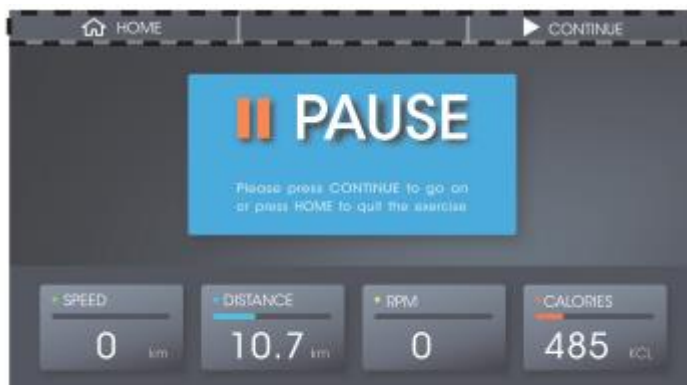 HOME
CONTINUE
PAUSE
Please press CONTINUE to go on
or press HOME to quit the exercise
SPEED
DISTANCE
RPM
CALORIES
0 km
10.7 km
0
485 KCL